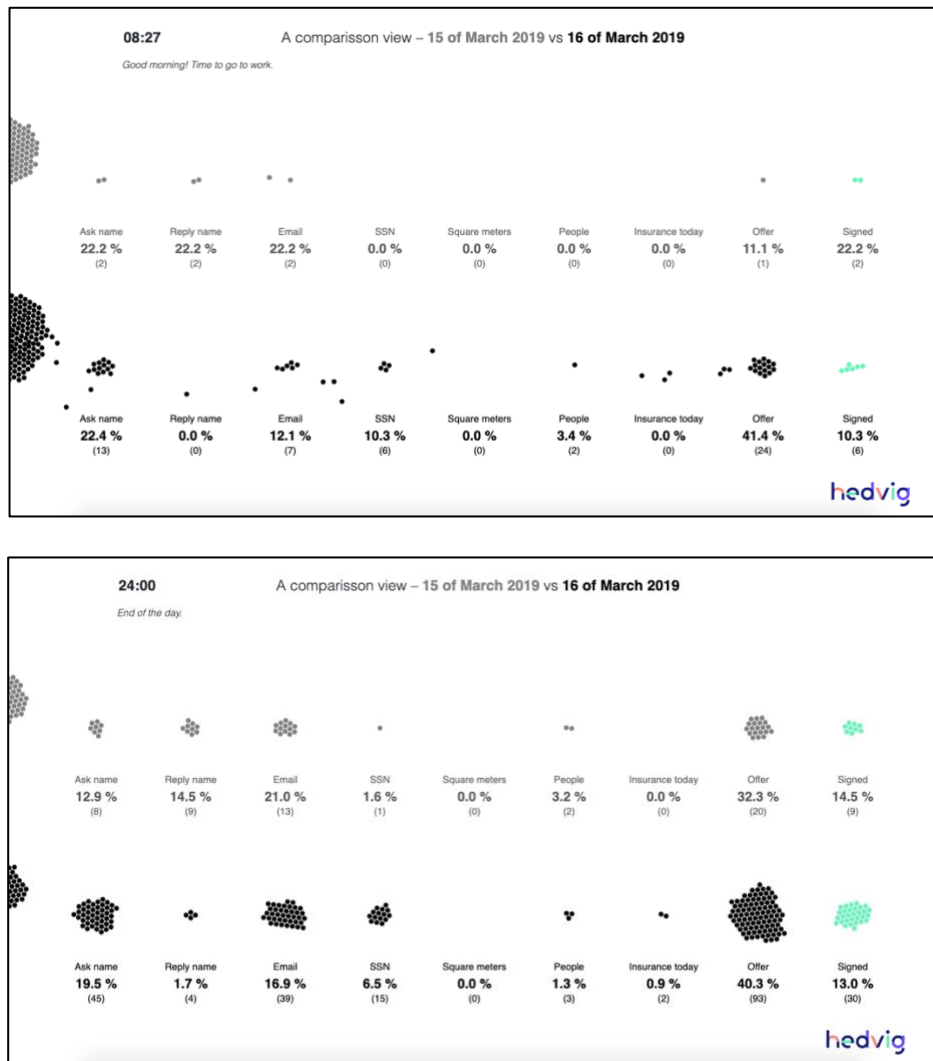 08:27 A comparisson view – 15 of March 2019 vs 16 of March 2019
Good morning! Time to go to work.
Ask name Reply name Email SSN Square meters People Insurance today Offer Signed
22.2 % 22.2 % 22.2 % 0.0 % 0.0 % 0.0 % 0.0 % 11.1 % 22.2 %
(2) (2) (2) (0) (0) (0) (0) (1) (2)
Ask name Reply name Email SSN Square meters People Insurance today Offer Signed
22.4 % 0.0 % 12.1 % 10.3 % 0.0 % 3.4 % 0.0 % 41.4 % 10.3 %
(13) (0) (7) (6) (0) (2) (0) (24) (6)
hedvig
24:00 A comparisson view – 15 of March 2019 vs 16 of March 2019
End of the day.
Ask name Reply name Email SSN Square meters People Insurance today Offer Signed
12.9 % 14.5 % 21.0 % 1.6 % 0.0 % 3.2 % 0.0 % 32.3 % 14.5 %
(8) (9) (13) (1) (0) (2) (0) (20) (9)
Ask name Reply name Email SSN Square meters People Insurance today Offer Signed
19.5 % 1.7 % 16.9 % 6.5 % 0.0 % 1.3 % 0.9 % 40.3 % 13.0 %
(45) (4) (39) (15) (0) (3) (2) (93) (30)
hedvig